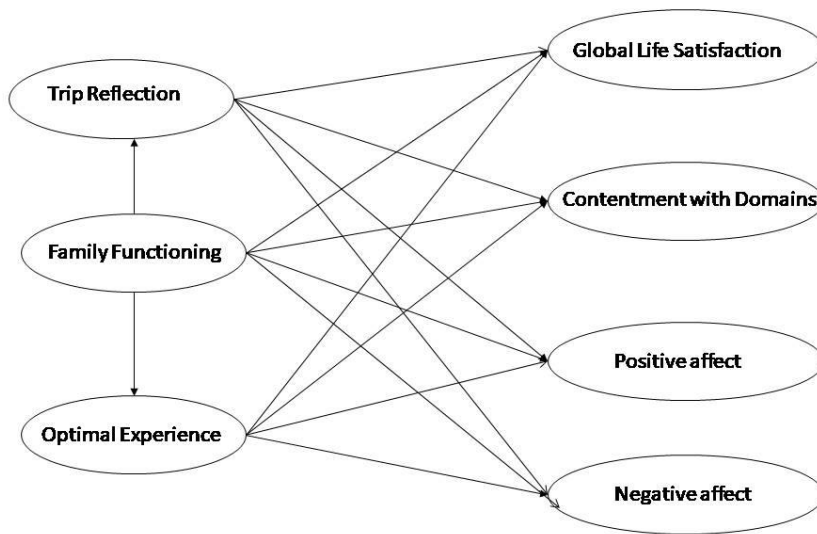 Global Life Satisfaction
Trip Reflection
Contentment with Domains
Family Functioning
Positive affect
Optimal Experience
Negative affect